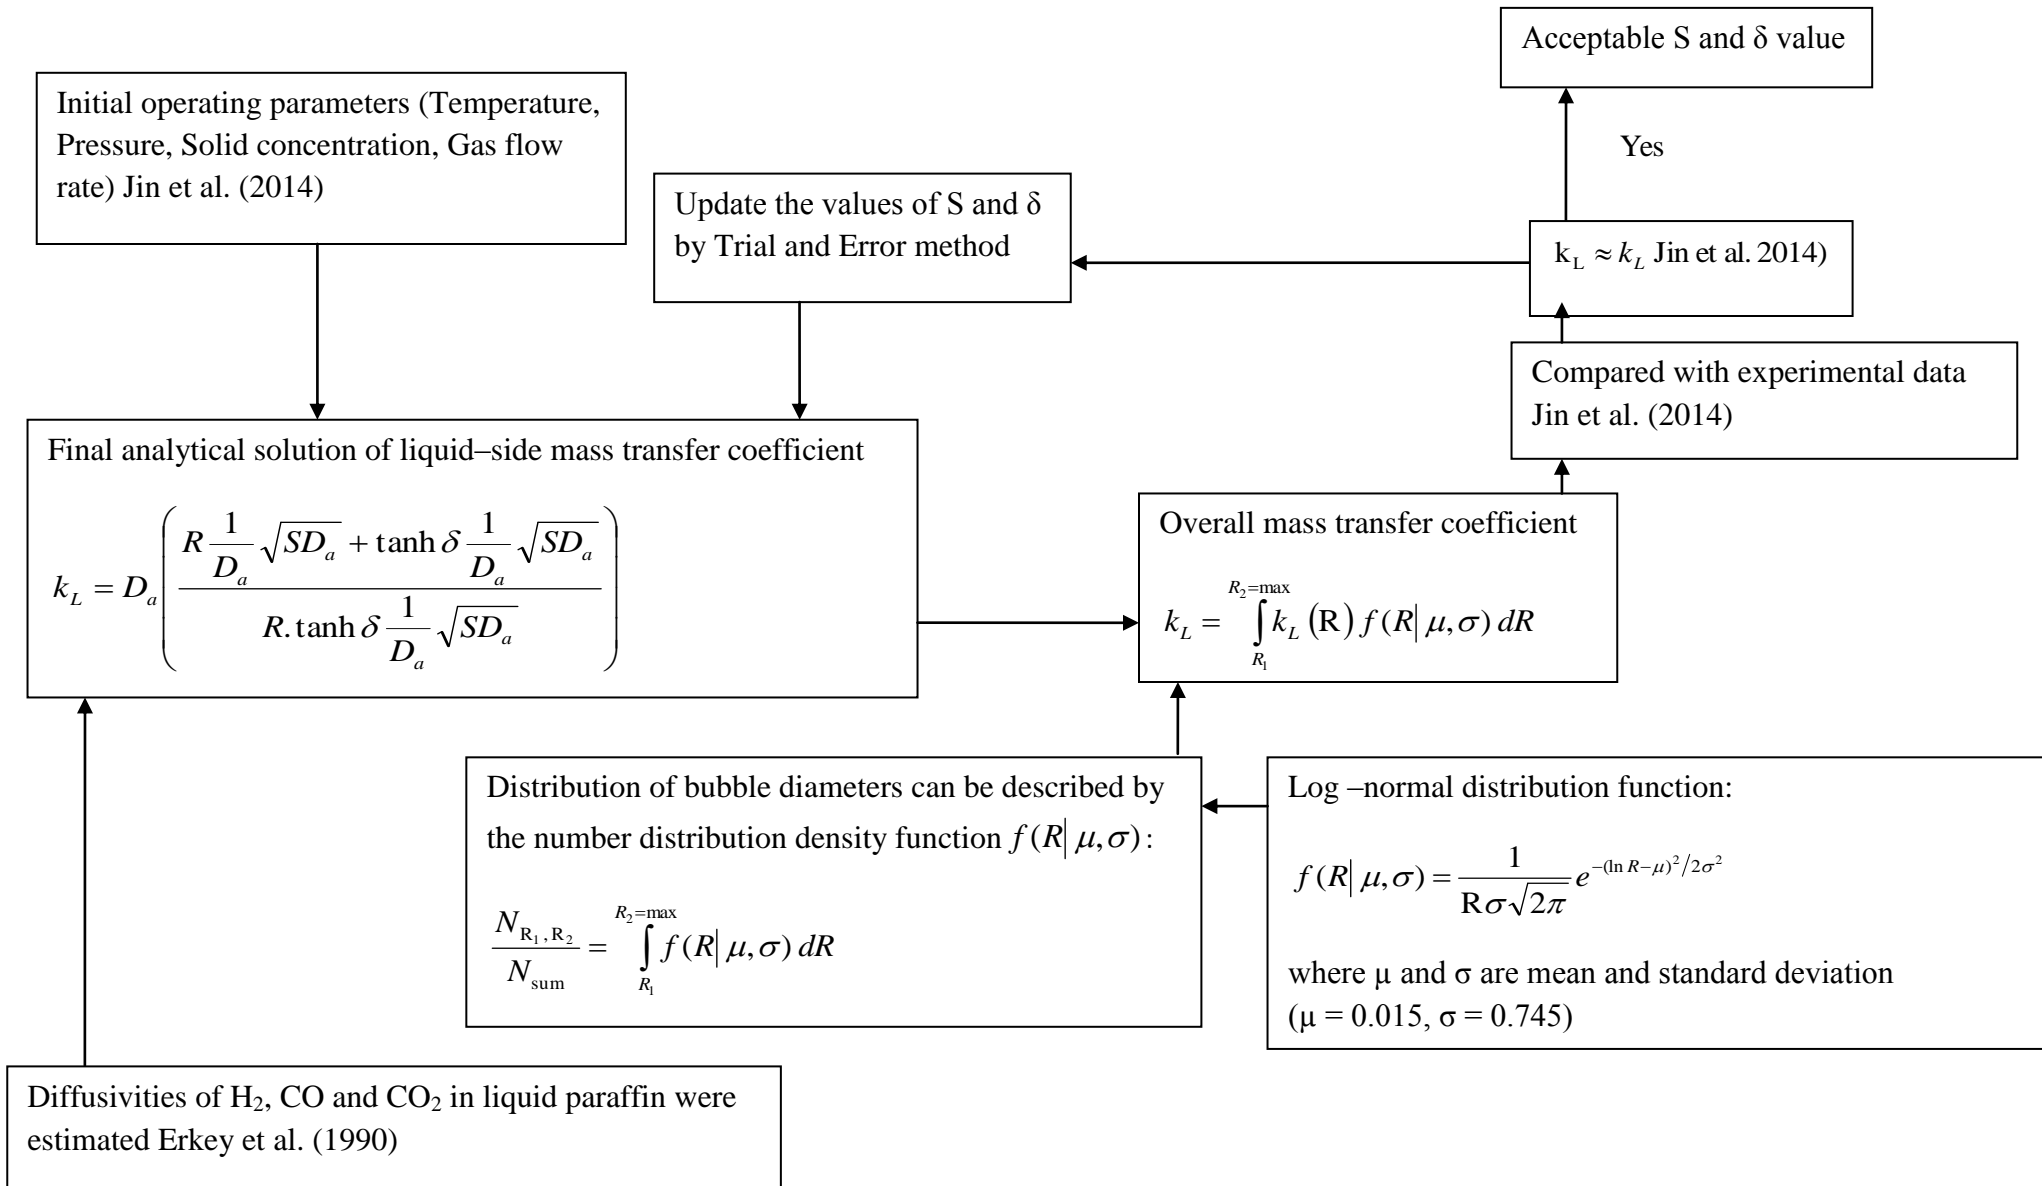 Acceptable S and δ value
Initial operating parameters (Temperature,
Pressure, Solid concentration, Gas flow
rate) Jin et al. (2014)
Yes
Update the values of S and δ
by Trial and Error method
k_L ≈ k_L Jin et al. 2014)
Compared with experimental data
Jin et al. (2014)
Final analytical solution of liquid–side mass transfer coefficient
k_L = D_a ( (R 1/D_a √(SD_a) + tanh δ 1/D_a √(SD_a)) / (R. tanh δ 1/D_a √(SD_a)) )
Overall mass transfer coefficient
k_L = ∫_{R_1}^{R_2=max} k_L (R) f(R| μ,σ) dR
Distribution of bubble diameters can be described by
the number distribution density function f(R| μ,σ):
N_{R_1,R_2} / N_sum = ∫_{R_1}^{R_2=max} f(R| μ,σ) dR
Log –normal distribution function:
f(R| μ,σ) = 1/(Rσ√(2π)) e^{-(ln R-μ)^2/2σ^2}
where μ and σ are mean and standard deviation
(μ = 0.015, σ = 0.745)
Diffusivities of H₂, CO and CO₂ in liquid paraffin were
estimated Erkey et al. (1990)